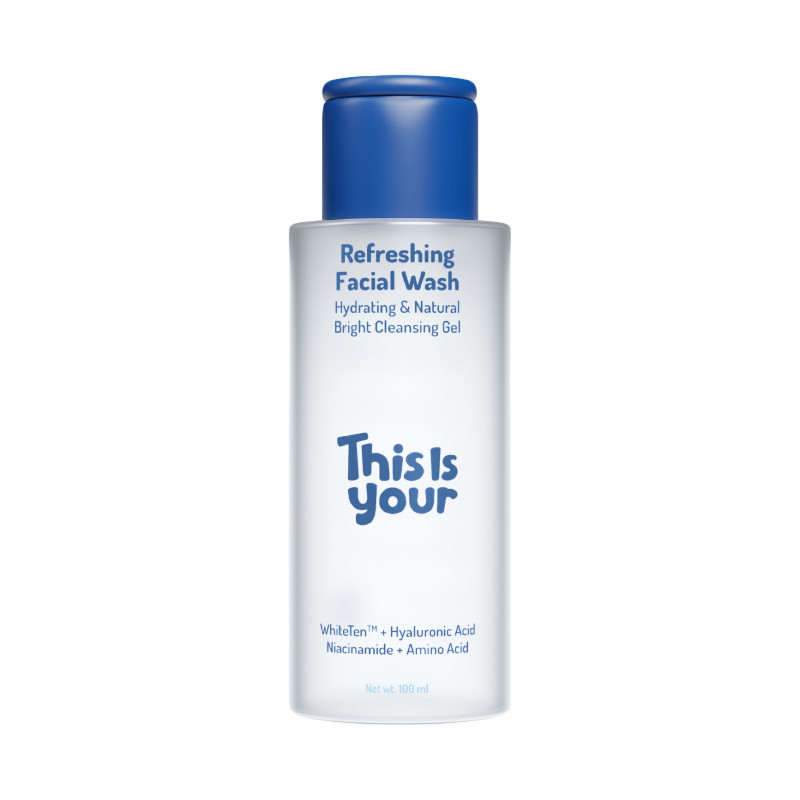 Refreshing
Facial Wash
Hydrating & Natural
Bright Cleansing Gel
This Is
your
WhiteTen™ + Hyaluronic Acid
Niacinamide + Amino Acid
Net wt. 100 ml